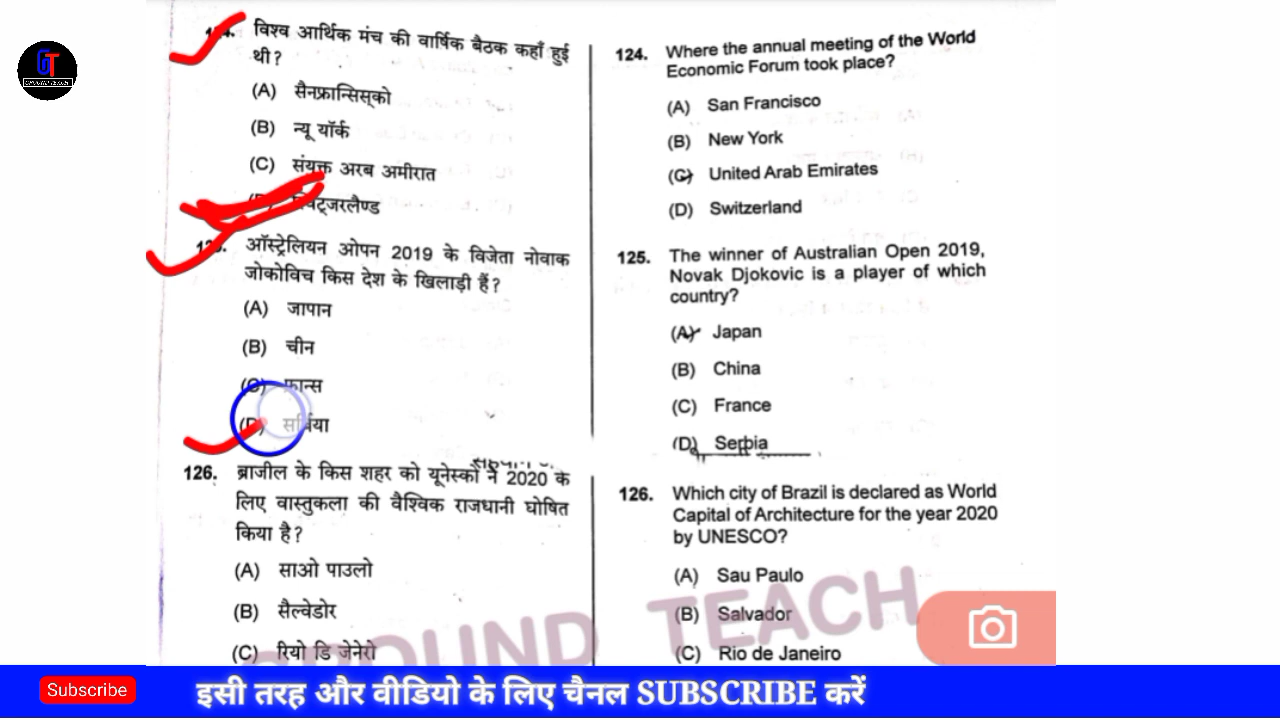 GT
विश्व आर्थिक मंच की वार्षिक बैठक कहाँ हुई
थी?
(A) सैनफ्रान्सिस्को
(B) न्यू यॉर्क
(C) संयुक्त अरब अमीरात
ऑस्ट्रेलियन ओपन 2019 के विजेता नोवाक
जोकोविच किस देश के खिलाड़ी हैं?
(A) जापान
(B) चीन
(C) फ्रान्स
(D) सर्बिया
126. ब्राजील के किस शहर को यूनेस्को ने 2020 के
लिए वास्तुकला की वैश्विक राजधानी घोषित
किया है?
(A) साओ पाउलो
(B) सैल्वेडोर
(C) रियो डि जेनेरो
124. Where the annual meeting of the World
Economic Forum took place?
(A) San Francisco
(B) New York
(C) United Arab Emirates
(D) Switzerland
125. The winner of Australian Open 2019,
Novak Djokovic is a player of which
country?
(A) Japan
(B) China
(C) France
(D) Serbia
126. Which city of Brazil is declared as World
Capital of Architecture for the year 2020
by UNESCO?
(A) Sau Paulo
(B) Salvador
(C) Rio de Janeiro
GROUND TEACH
Subscribe
इसी तरह और वीडियो के लिए चैनल SUBSCRIBE करें